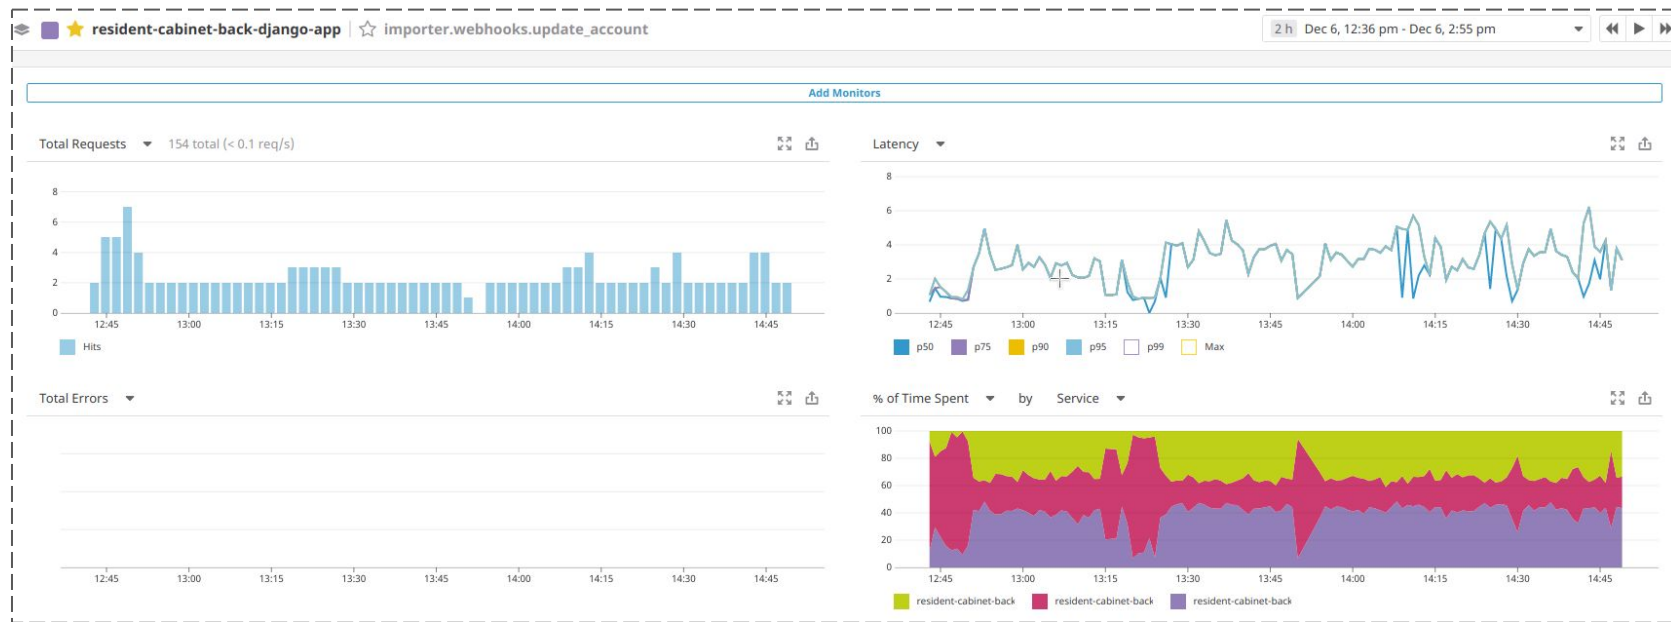 resident-cabinet-back-django-app importer.webhooks.update_account 2 h Dec 6, 12:36 pm - Dec 6, 2:55 pm
Add Monitors
Total Requests 154 total (< 0.1 req/s)
8
6
4
2
0
12:45 13:00 13:15 13:30 13:45 14:00 14:15 14:30 14:45
Hits
Latency
8
6
4
2
0
12:45 13:00 13:15 13:30 13:45 14:00 14:15 14:30 14:45
p50 p75 p90 p95 p99 Max
Total Errors
12:45 13:00 13:15 13:30 13:45 14:00 14:15 14:30 14:45
% of Time Spent by Service
100
80
60
40
20
0
12:45 13:00 13:15 13:30 13:45 14:00 14:15 14:30 14:45
resident-cabinet-back resident-cabinet-back resident-cabinet-back